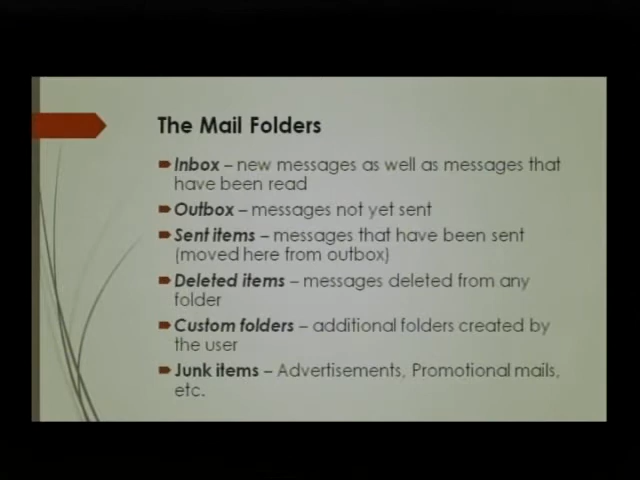 The Mail Folders
Inbox – new messages as well as messages that
have been read
Outbox – messages not yet sent
Sent items – messages that have been sent
(moved here from outbox)
Deleted items – messages deleted from any
folder
Custom folders – additional folders created by
the user
Junk items – Advertisements, Promotional mails,
etc.